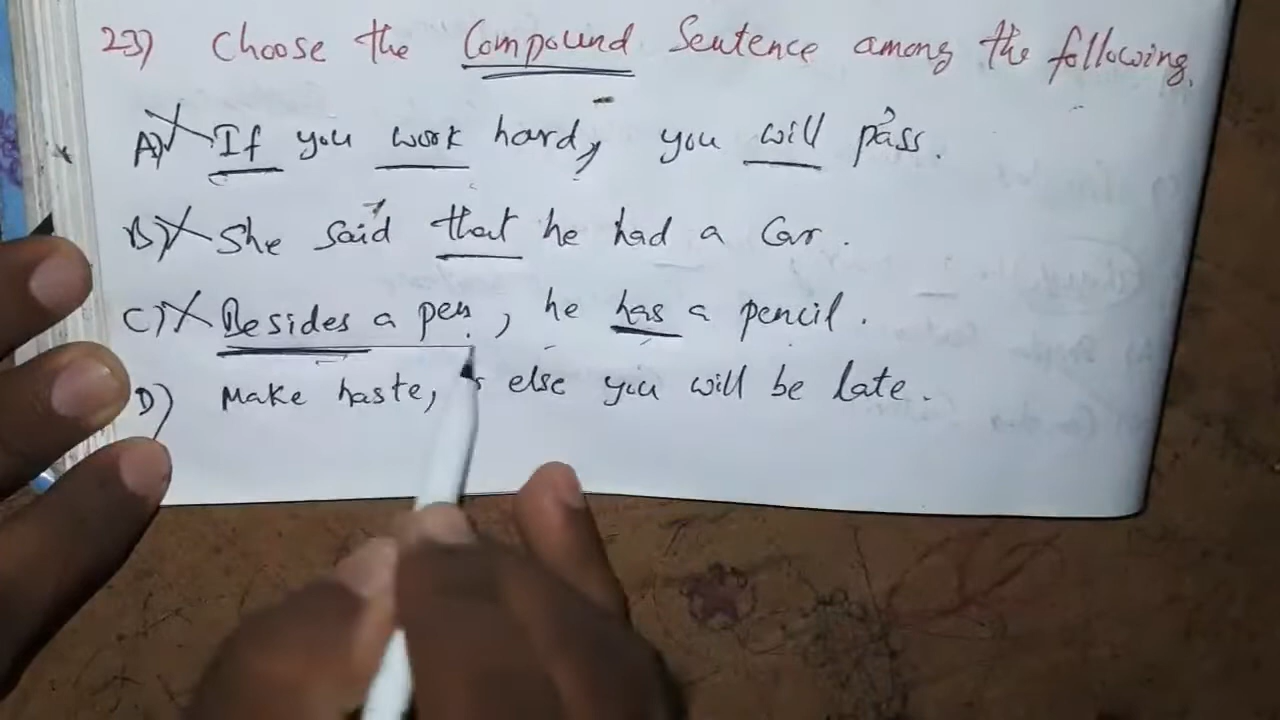 23) Choose the Compound Sentence among the following.
A) If you work hard, you will pass.
B) She said that he had a Car.
C) Besides a pen, he has a pencil.
D) Make haste, else you will be late.